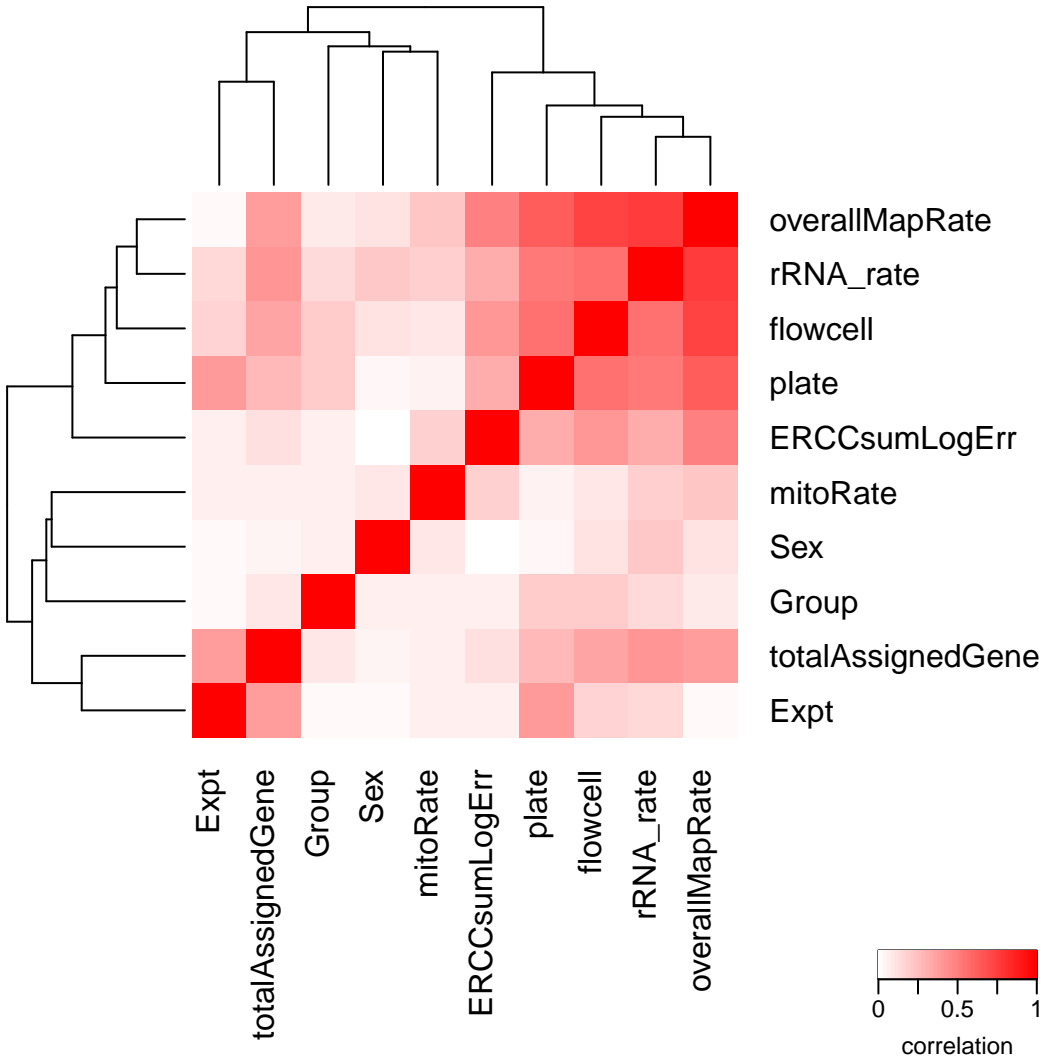 overallMapRate
rRNA_rate
flowcell
plate
ERCCsumLogErr
mitoRate
Sex
Group
totalAssignedGene
Expt
Expt
totalAssignedGene
Group
Sex
mitoRate
ERCCsumLogErr
plate
flowcell
rRNA_rate
overallMapRate
0 0.5 1
correlation